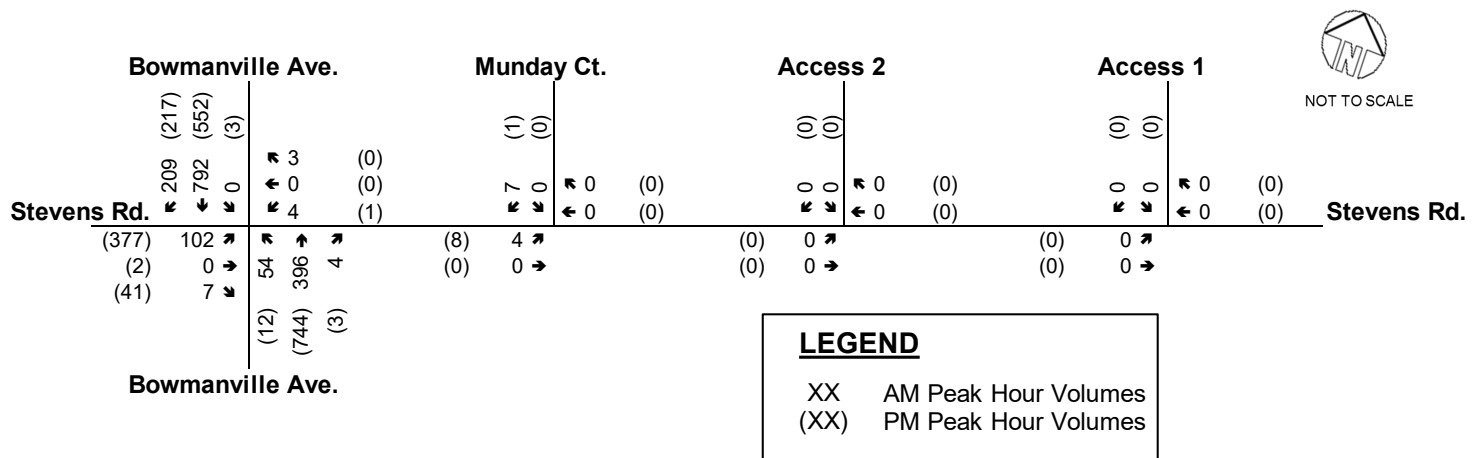 Bowmanville Ave. Munday Ct. Access 2 Access 1
N
NOT TO SCALE
(217) (552) (3) (1) (0) (0) (0) (0) (0)
209 792 0 7 0 0 0 0 0
3 (0)
0 (0) 0 (0) 0 (0) 0 (0)
4 (1) 0 (0) 0 (0) 0 (0)
Stevens Rd. Stevens Rd.
(377) 102 (8) 4 (0) 0 (0) 0
(2) 0 (0) 0 (0) 0 (0) 0
(41) 7
54 396 4
(12) (744) (3)
Bowmanville Ave.
LEGEND
XX AM Peak Hour Volumes
(XX) PM Peak Hour Volumes